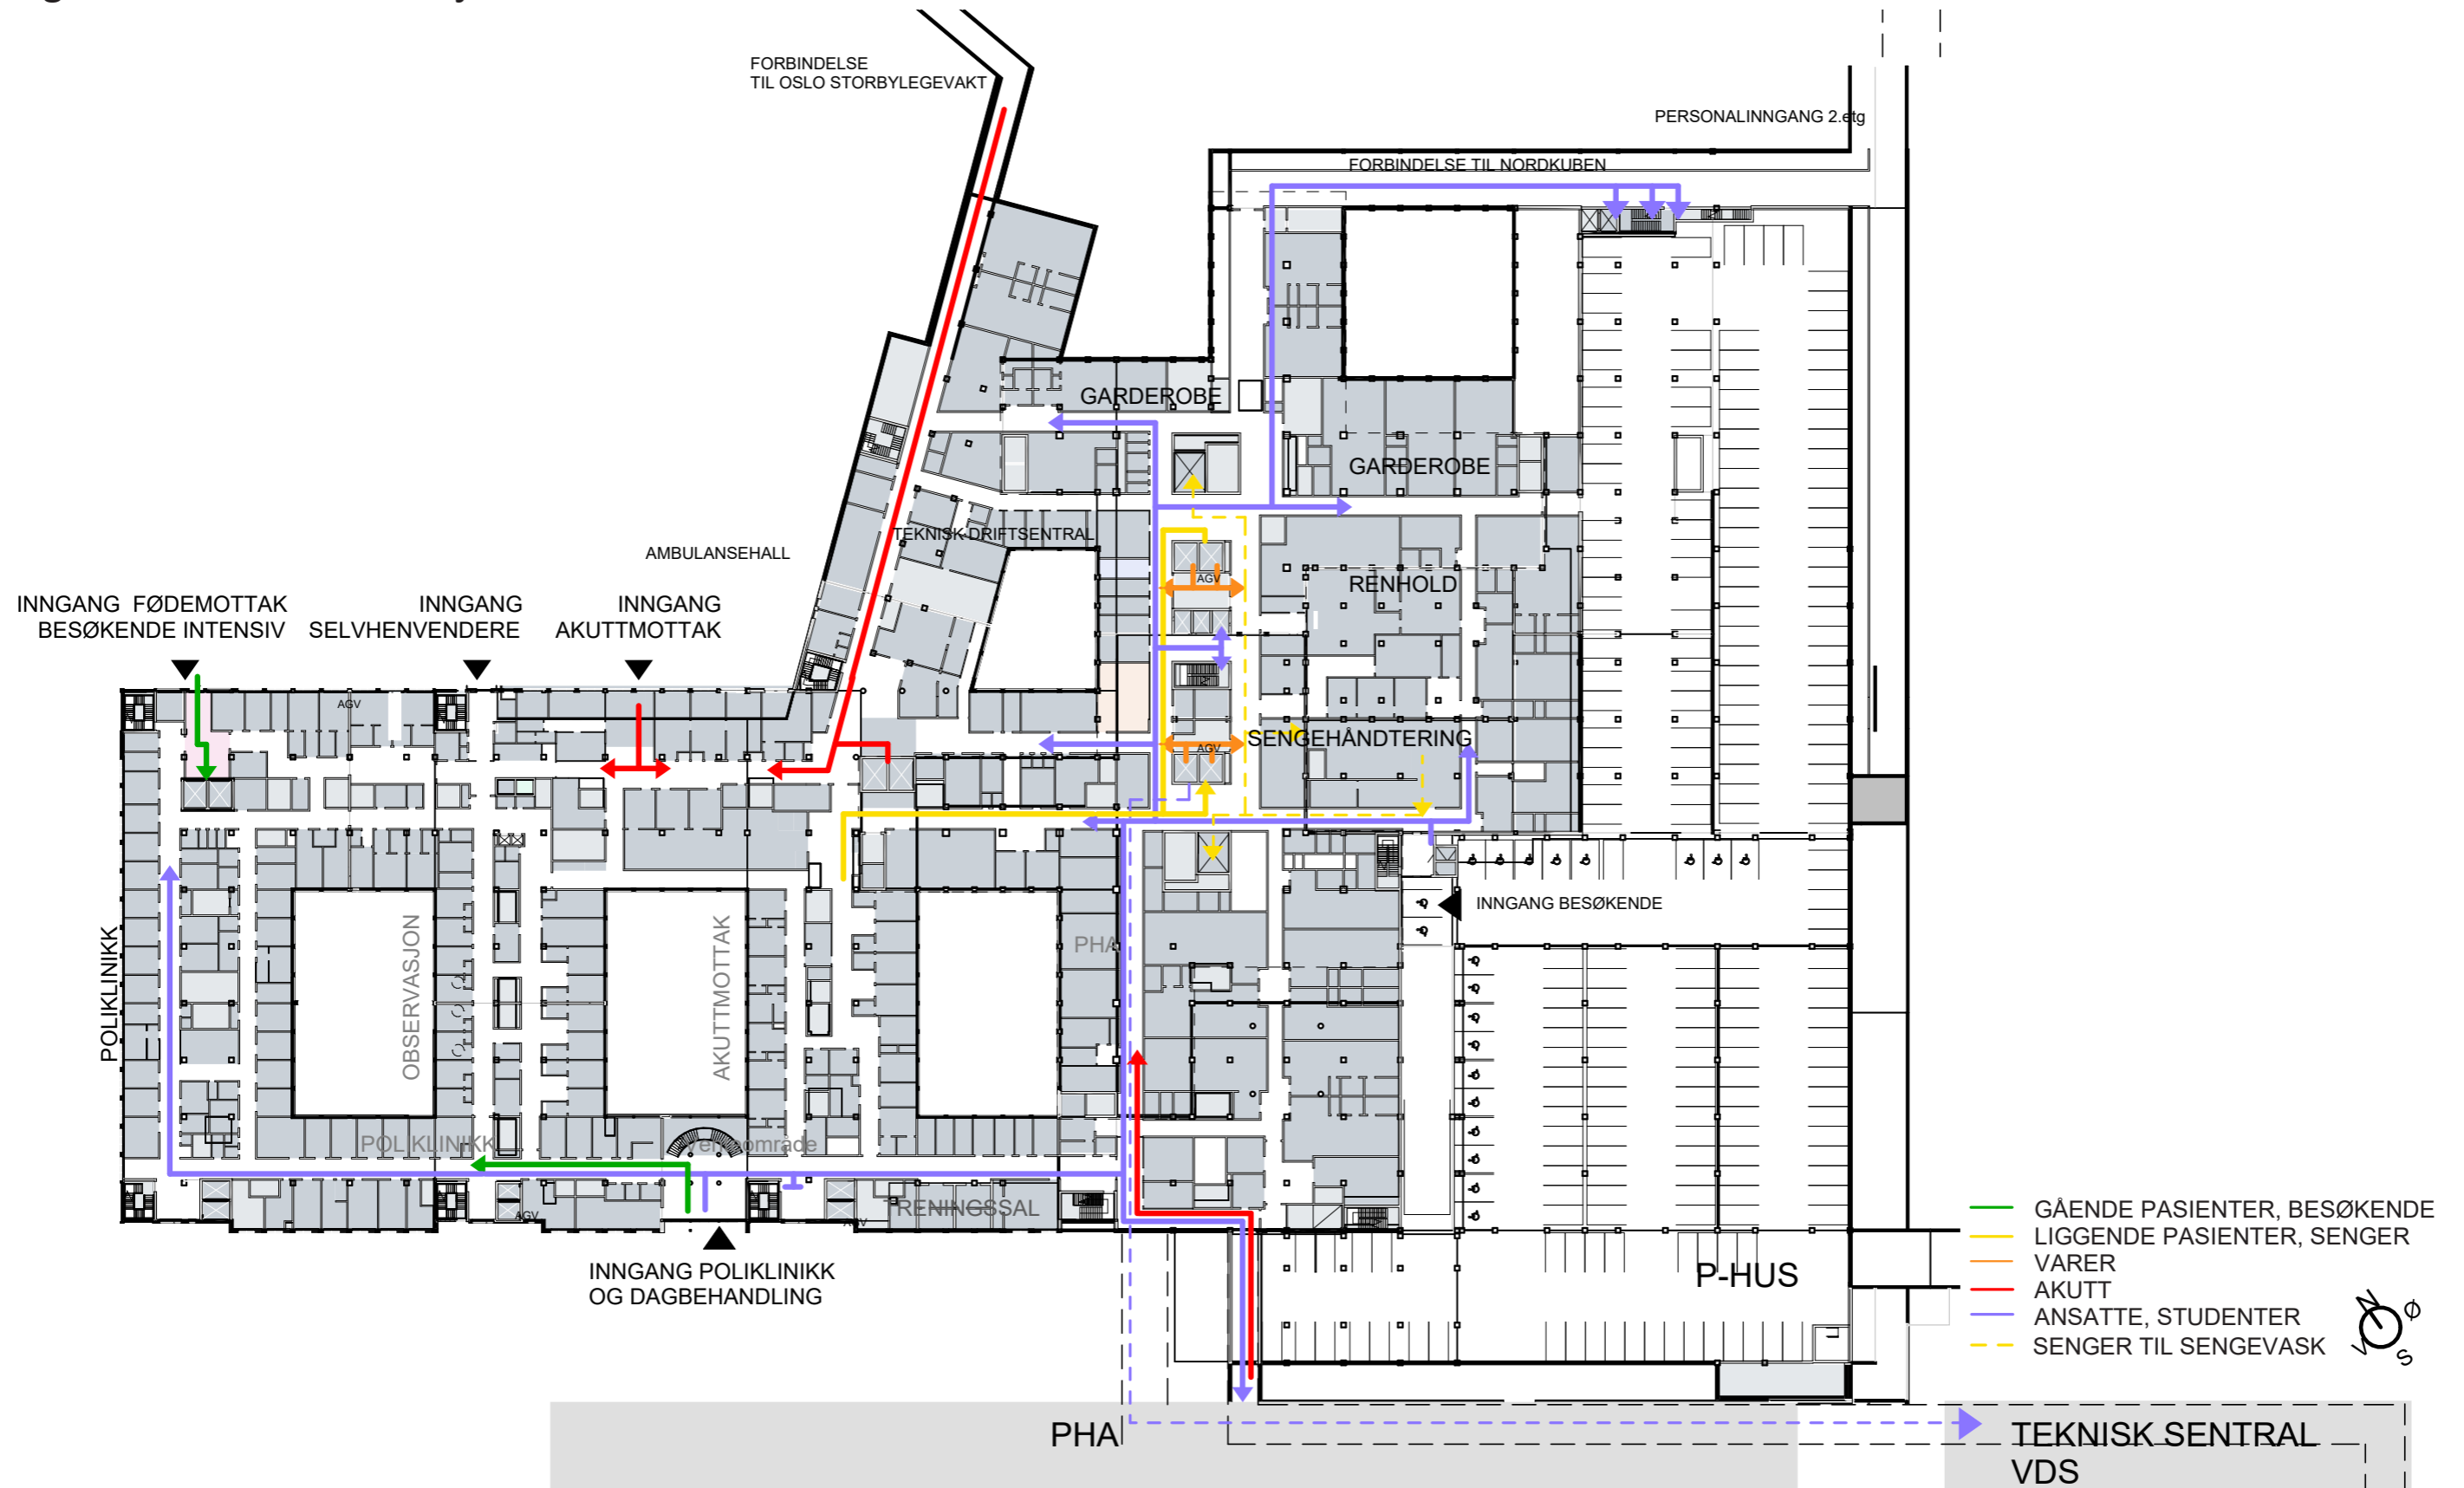 FORBINDELSE
TIL OSLO STORBYLEGEVAKT
PERSONALINNGANG 2.etg
FORBINDELSE TIL NORDKUBEN
GARDEROBE
GARDEROBE
TEKNISK DRIFTSENTRAL
AMBULANSEHALL
AGV
RENHOLD
INNGANG FØDEMOTTAK
BESØKENDE INTENSIV
INNGANG
SELVHENVENDERE
INNGANG
AKUTTMOTTAK
AGV
SENGEHÅNDTERING
AGV
INNGANG BESØKENDE
POLIKLINIKK
OBSERVASJON
AKUTTMOTTAK
PHA
POLIKLINIKK
Venteområde
TRENINGSSAL
AGV
AGV
INNGANG POLIKLINIKK
OG DAGBEHANDLING
P-HUS
GÅENDE PASIENTER, BESØKENDE
LIGGENDE PASIENTER, SENGER
VARER
AKUTT
ANSATTE, STUDENTER
SENGER TIL SENGEVASK
N
Ø
V
S
PHA
TEKNISK SENTRAL
VDS